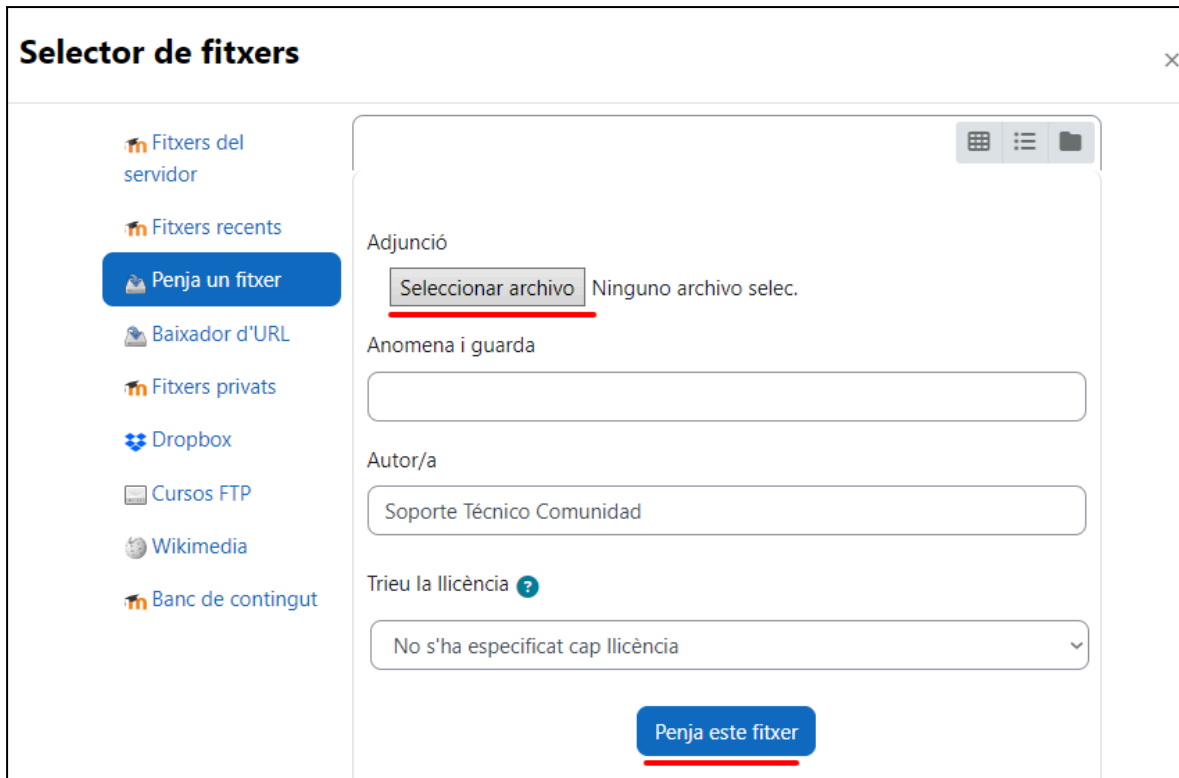 Selector de fitxers
×
Fitxers del
servidor
Fitxers recents
Penja un fitxer
Baixador d'URL
Fitxers privats
Dropbox
Cursos FTP
Wikimedia
Banc de contingut
Adjunció
Seleccionar archivo Ninguno archivo selec.
Anomena i guarda
Autor/a
Soporte Técnico Comunidad
Trieu la llicència ?
No s'ha especificat cap llicència
Penja este fitxer